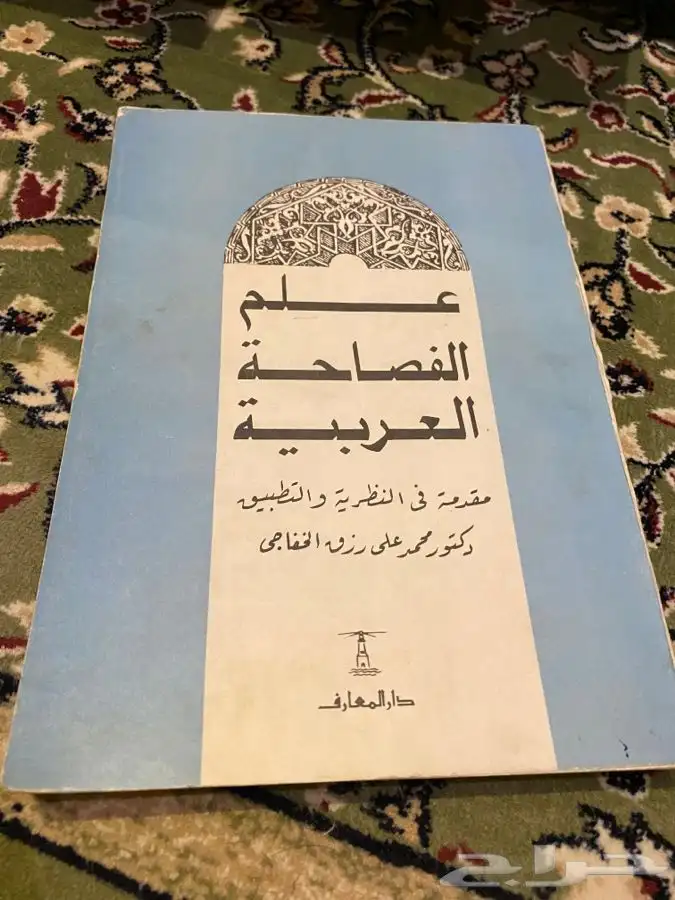 علم
الفصاحة
العربية
مقدمة فى النظرية والتطبيق
دكتور محمد على رزق الخفاجى
دار المعارف
حراج